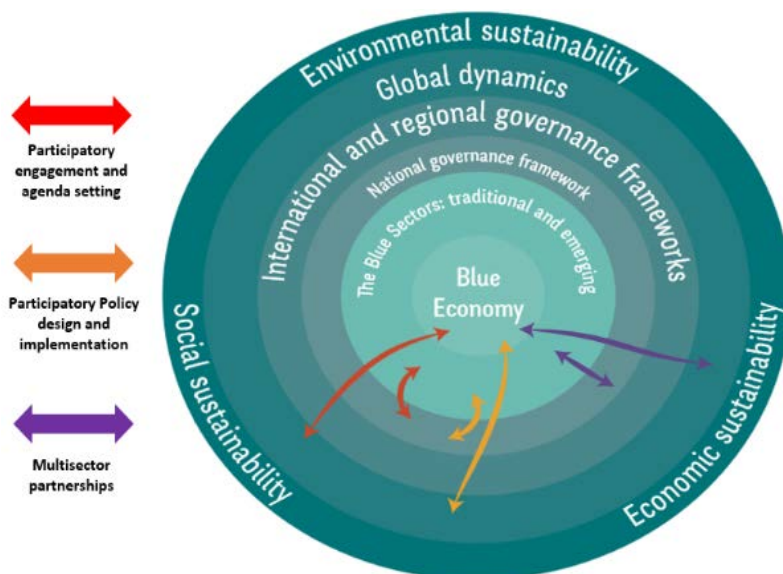 Environmental sustainability
Global dynamics
International and regional governance frameworks
National governance framework
The Blue Sectors: traditional and emerging
Blue
Economy
Social sustainability
Economic sustainability
Participatory
engagement and
agenda setting
Participatory Policy
design and
implementation
Multisector
partnerships